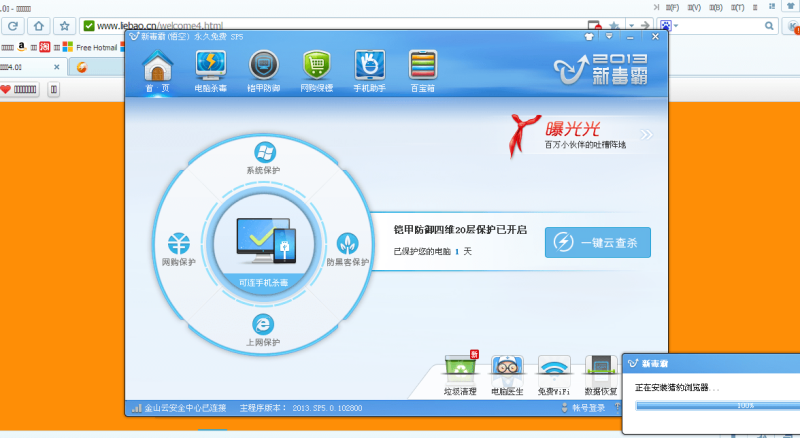 (F) (V) (B) (T)
www.liebao.cn/welcome4.html
Free Hotmail
4.0!
新毒霸(悟空) 永久免费 SP5
首 页 电脑杀毒 铠甲防御 网购保镖 手机助手 百宝箱
2013
新毒霸
曝光光
百万小伙伴的吐槽阵地
系统保护
铠甲防御四维20层保护已开启
一键云查杀
已保护您的电脑 1 天
网购保护
防黑客保护
可连手机杀毒
上网保护
新
垃圾清理 电脑医生 免费WiFi 数据恢复
新毒霸
正在安装猎豹浏览器...
100%
金山云安全中心已连接 主程序版本: 2013.SP5.0.102800
帐号登录